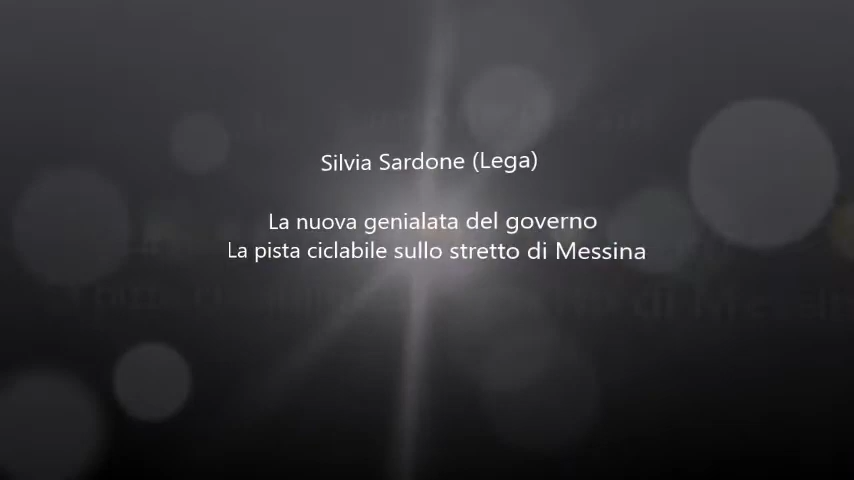 Silvia Sardone (Lega)
La nuova genialata del governo
La pista ciclabile sullo stretto di Messina